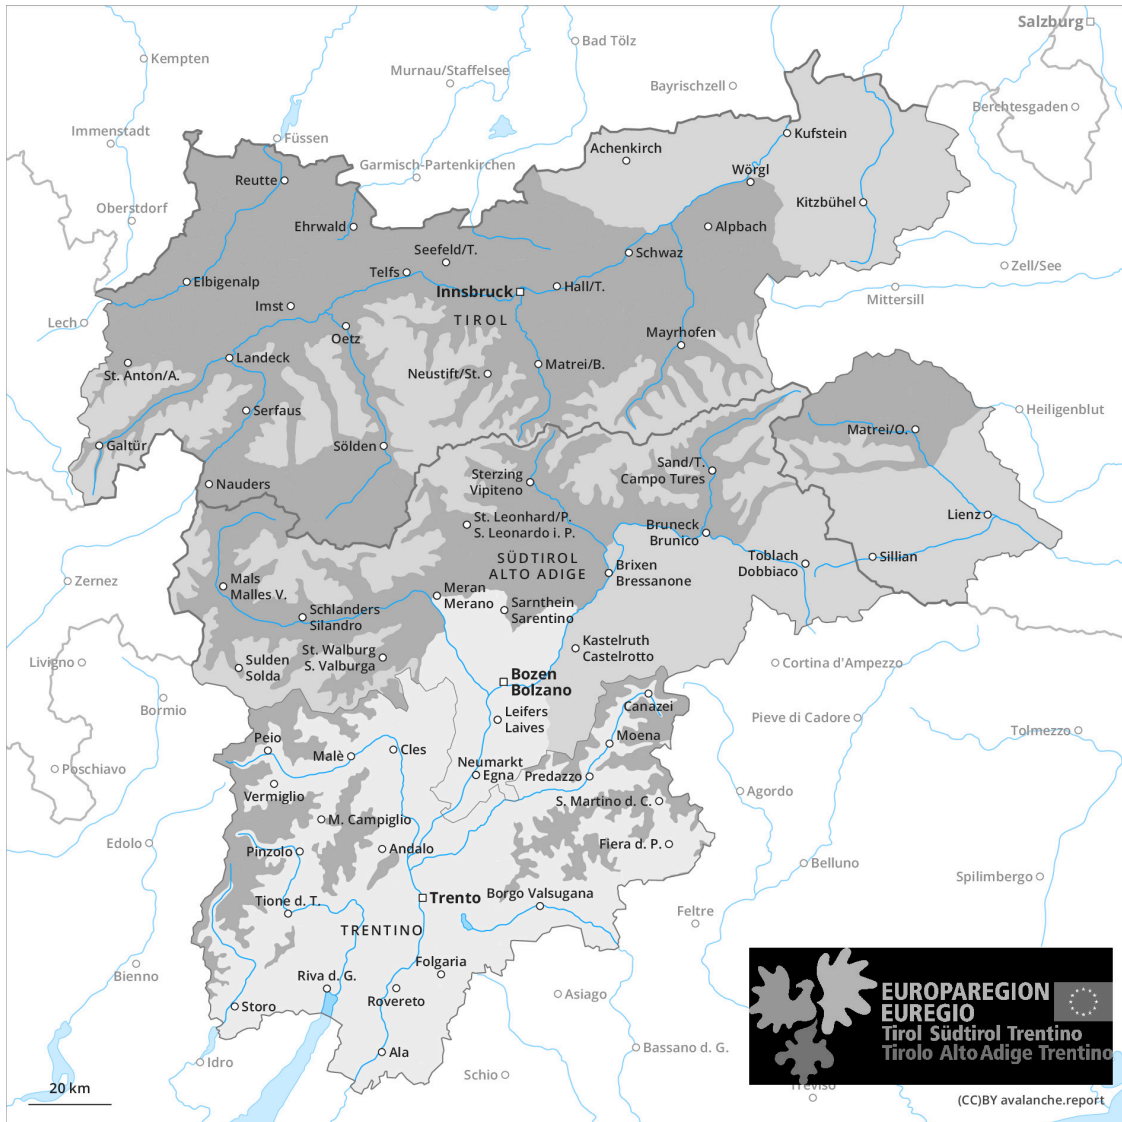 Salzburg
Bad Tölz
Kempten
Murnau/Staffelsee
Bayrischzell
Berchtesgaden
Immenstadt
Füssen
Kufstein
Achenkirch
Garmisch-Partenkirchen
Wörgl
Reutte
Kitzbühel
Oberstdorf
Ehrwald
Alpbach
Seefeld/T.
Schwaz
Telfs
Zell/See
Elbigenalp
Innsbruck
Hall/T.
Mittersill
Imst
TIROL
Lech
Mayrhofen
Oetz
Landeck
Matrei/B.
St. Anton/A.
Neustift/St.
Serfaus
Heiligenblut
Matrei/O.
Galtür
Sölden
Sand/T.
Campo Tures
Sterzing
Vipiteno
Nauders
Lienz
St. Leonhard/P.
S. Leonardo i. P.
Bruneck
Brunico
SÜDTIROL
ALTO ADIGE
Toblach
Dobbiaco
Sillian
Brixen
Bressanone
Zernez
Mals
Malles V.
Meran
Merano
Sarnthein
Sarentino
Schlanders
Silandro
Kastelruth
Castelrotto
St. Walburg
S. Valburga
Livigno
Sulden
Solda
Cortina d'Ampezzo
Bozen
Bolzano
Bormio
Canazei
Leifers
Laives
Pieve di Cadore
Tolmezzo
Peio
Moena
Malè
Cles
Neumarkt
Egna
Predazzo
Poschiavo
Vermiglio
Agordo
S. Martino d. C.
M. Campiglio
Edolo
Pinzolo
Andalo
Fiera d. P.
Belluno
Spilimbergo
Tione d. T.
Trento
Borgo Valsugana
Feltre
TRENTINO
Bienno
Folgaria
Riva d. G.
Rovereto
Asiago
Storo
EUROPAREGION
EUREGIO
Tirol Südtirol Trentino
Tirolo Alto Adige Trentino
Idro
Ala
Bassano d. G.
Schio
Treviso
20 km
(CC)BY avalanche.report